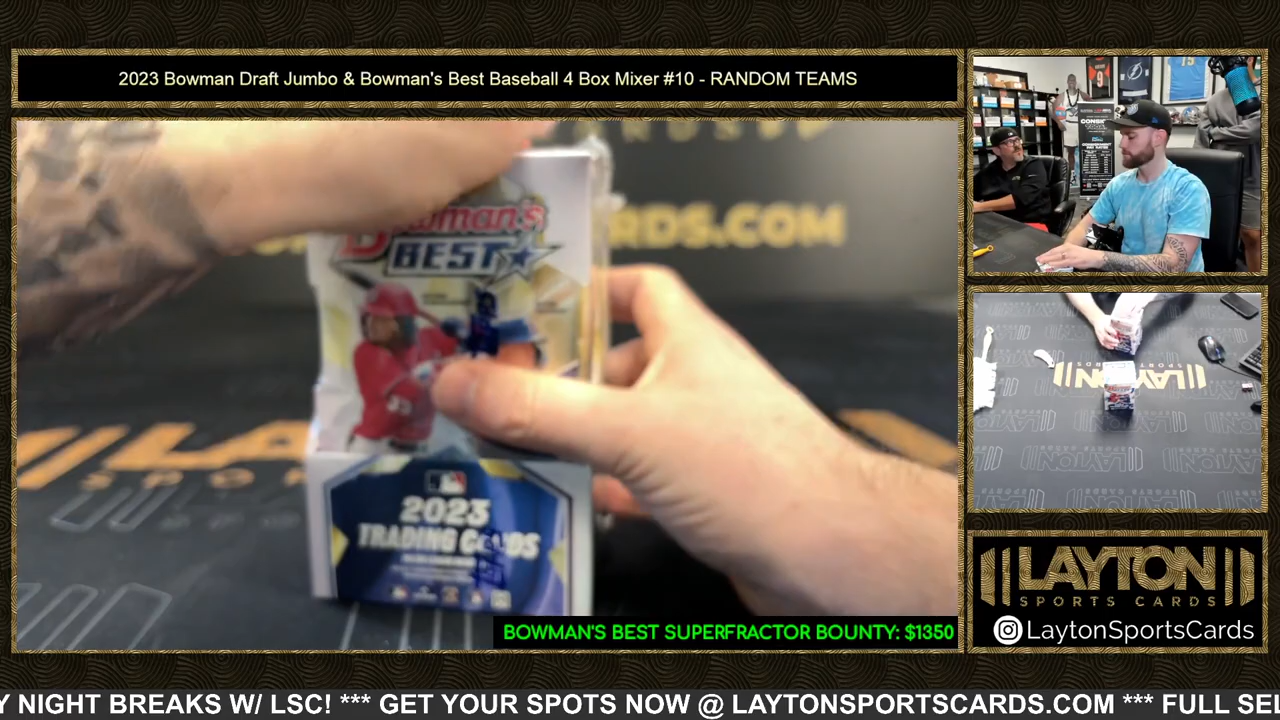 2023 Bowman Draft Jumbo & Bowman's Best Baseball 4 Box Mixer #10 - RANDOM TEAMS
RDS.COM
Bowman's
BEST
2023
TRADING CARDS
BOWMAN'S BEST SUPERFRACTOR BOUNTY: $1350
LAYTON
LAYTON
SPORTS CARDS
LaytonSportsCards
Y NIGHT BREAKS W/ LSC! *** GET YOUR SPOTS NOW @ LAYTONSPORTSCARDS.COM *** FULL SEL